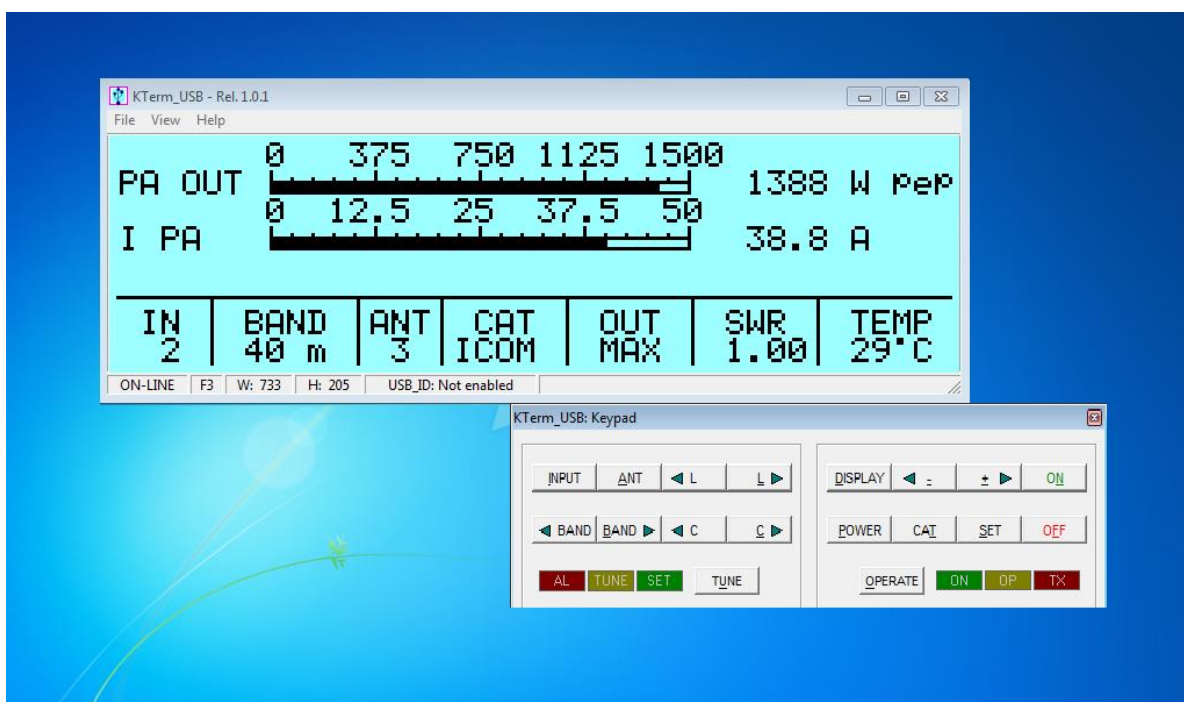 KTerm_USB - Rel. 1.0.1
File View Help
0 375 750 1125 1500
PA OUT 1388 W pep
0 12.5 25 37.5 50
I PA 38.8 A
IN BAND ANT CAT OUT SWR TEMP
2 40 m 3 ICOM MAX 1.00 29°C
ON-LINE F3 W: 733 H: 205 USB_ID: Not enabled
KTerm_USB: Keypad
INPUT ANT ◀ L L ▶ DISPLAY ◀ - + ▶ ON
◀ BAND BAND ▶ ◀ C C ▶ POWER CAT SET OFF
AL TUNE SET TUNE OPERATE ON OP TX